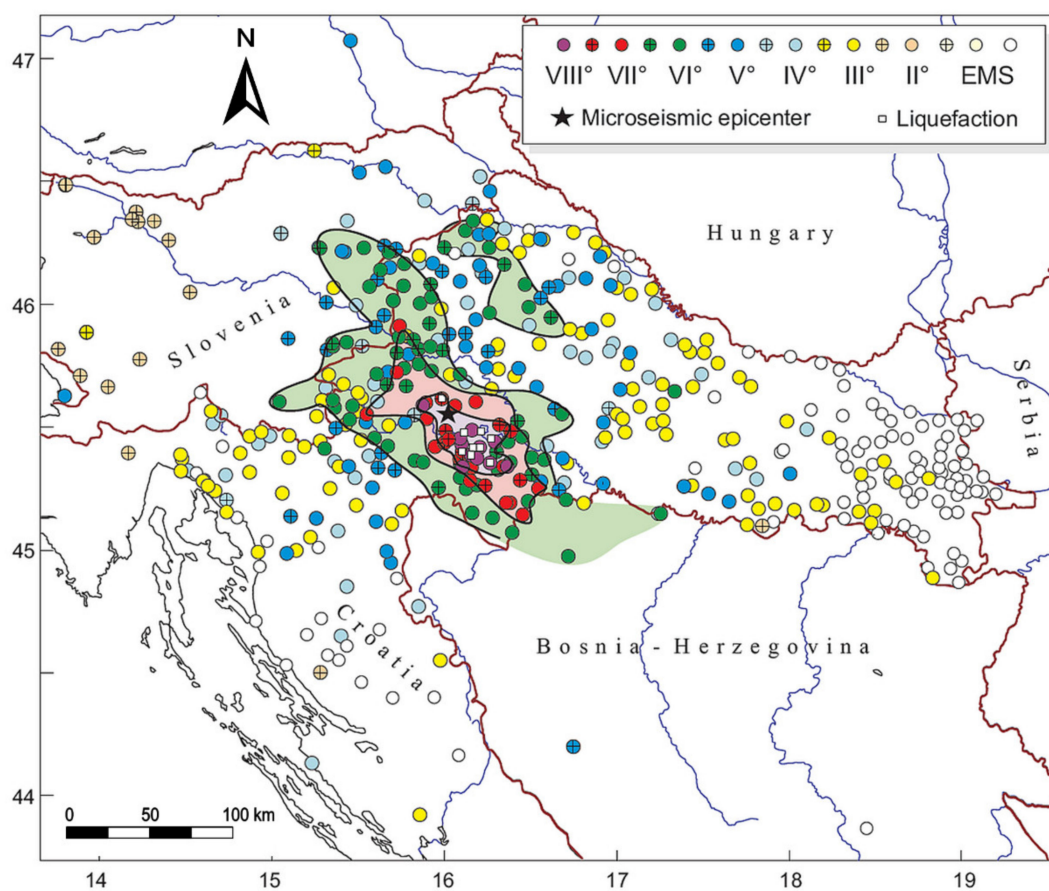 47
46
45
44
N
VIII° VII° VI° V° IV° III° II° EMS
★ Microseismic epicenter □ Liquefaction
Hungary
Slovenia
Serbia
Croatia
Bosnia - Herzegovina
0 50 100 km
14 15 16 17 18 19